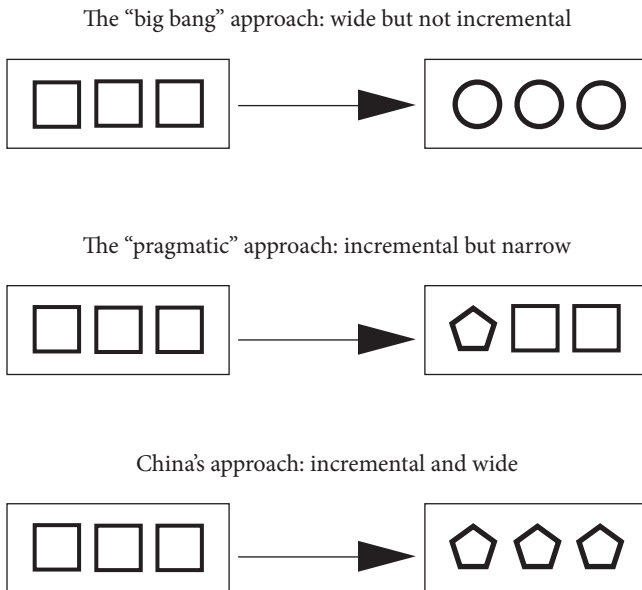 The “big bang” approach: wide but not incremental
The “pragmatic” approach: incremental but narrow
China’s approach: incremental and wide